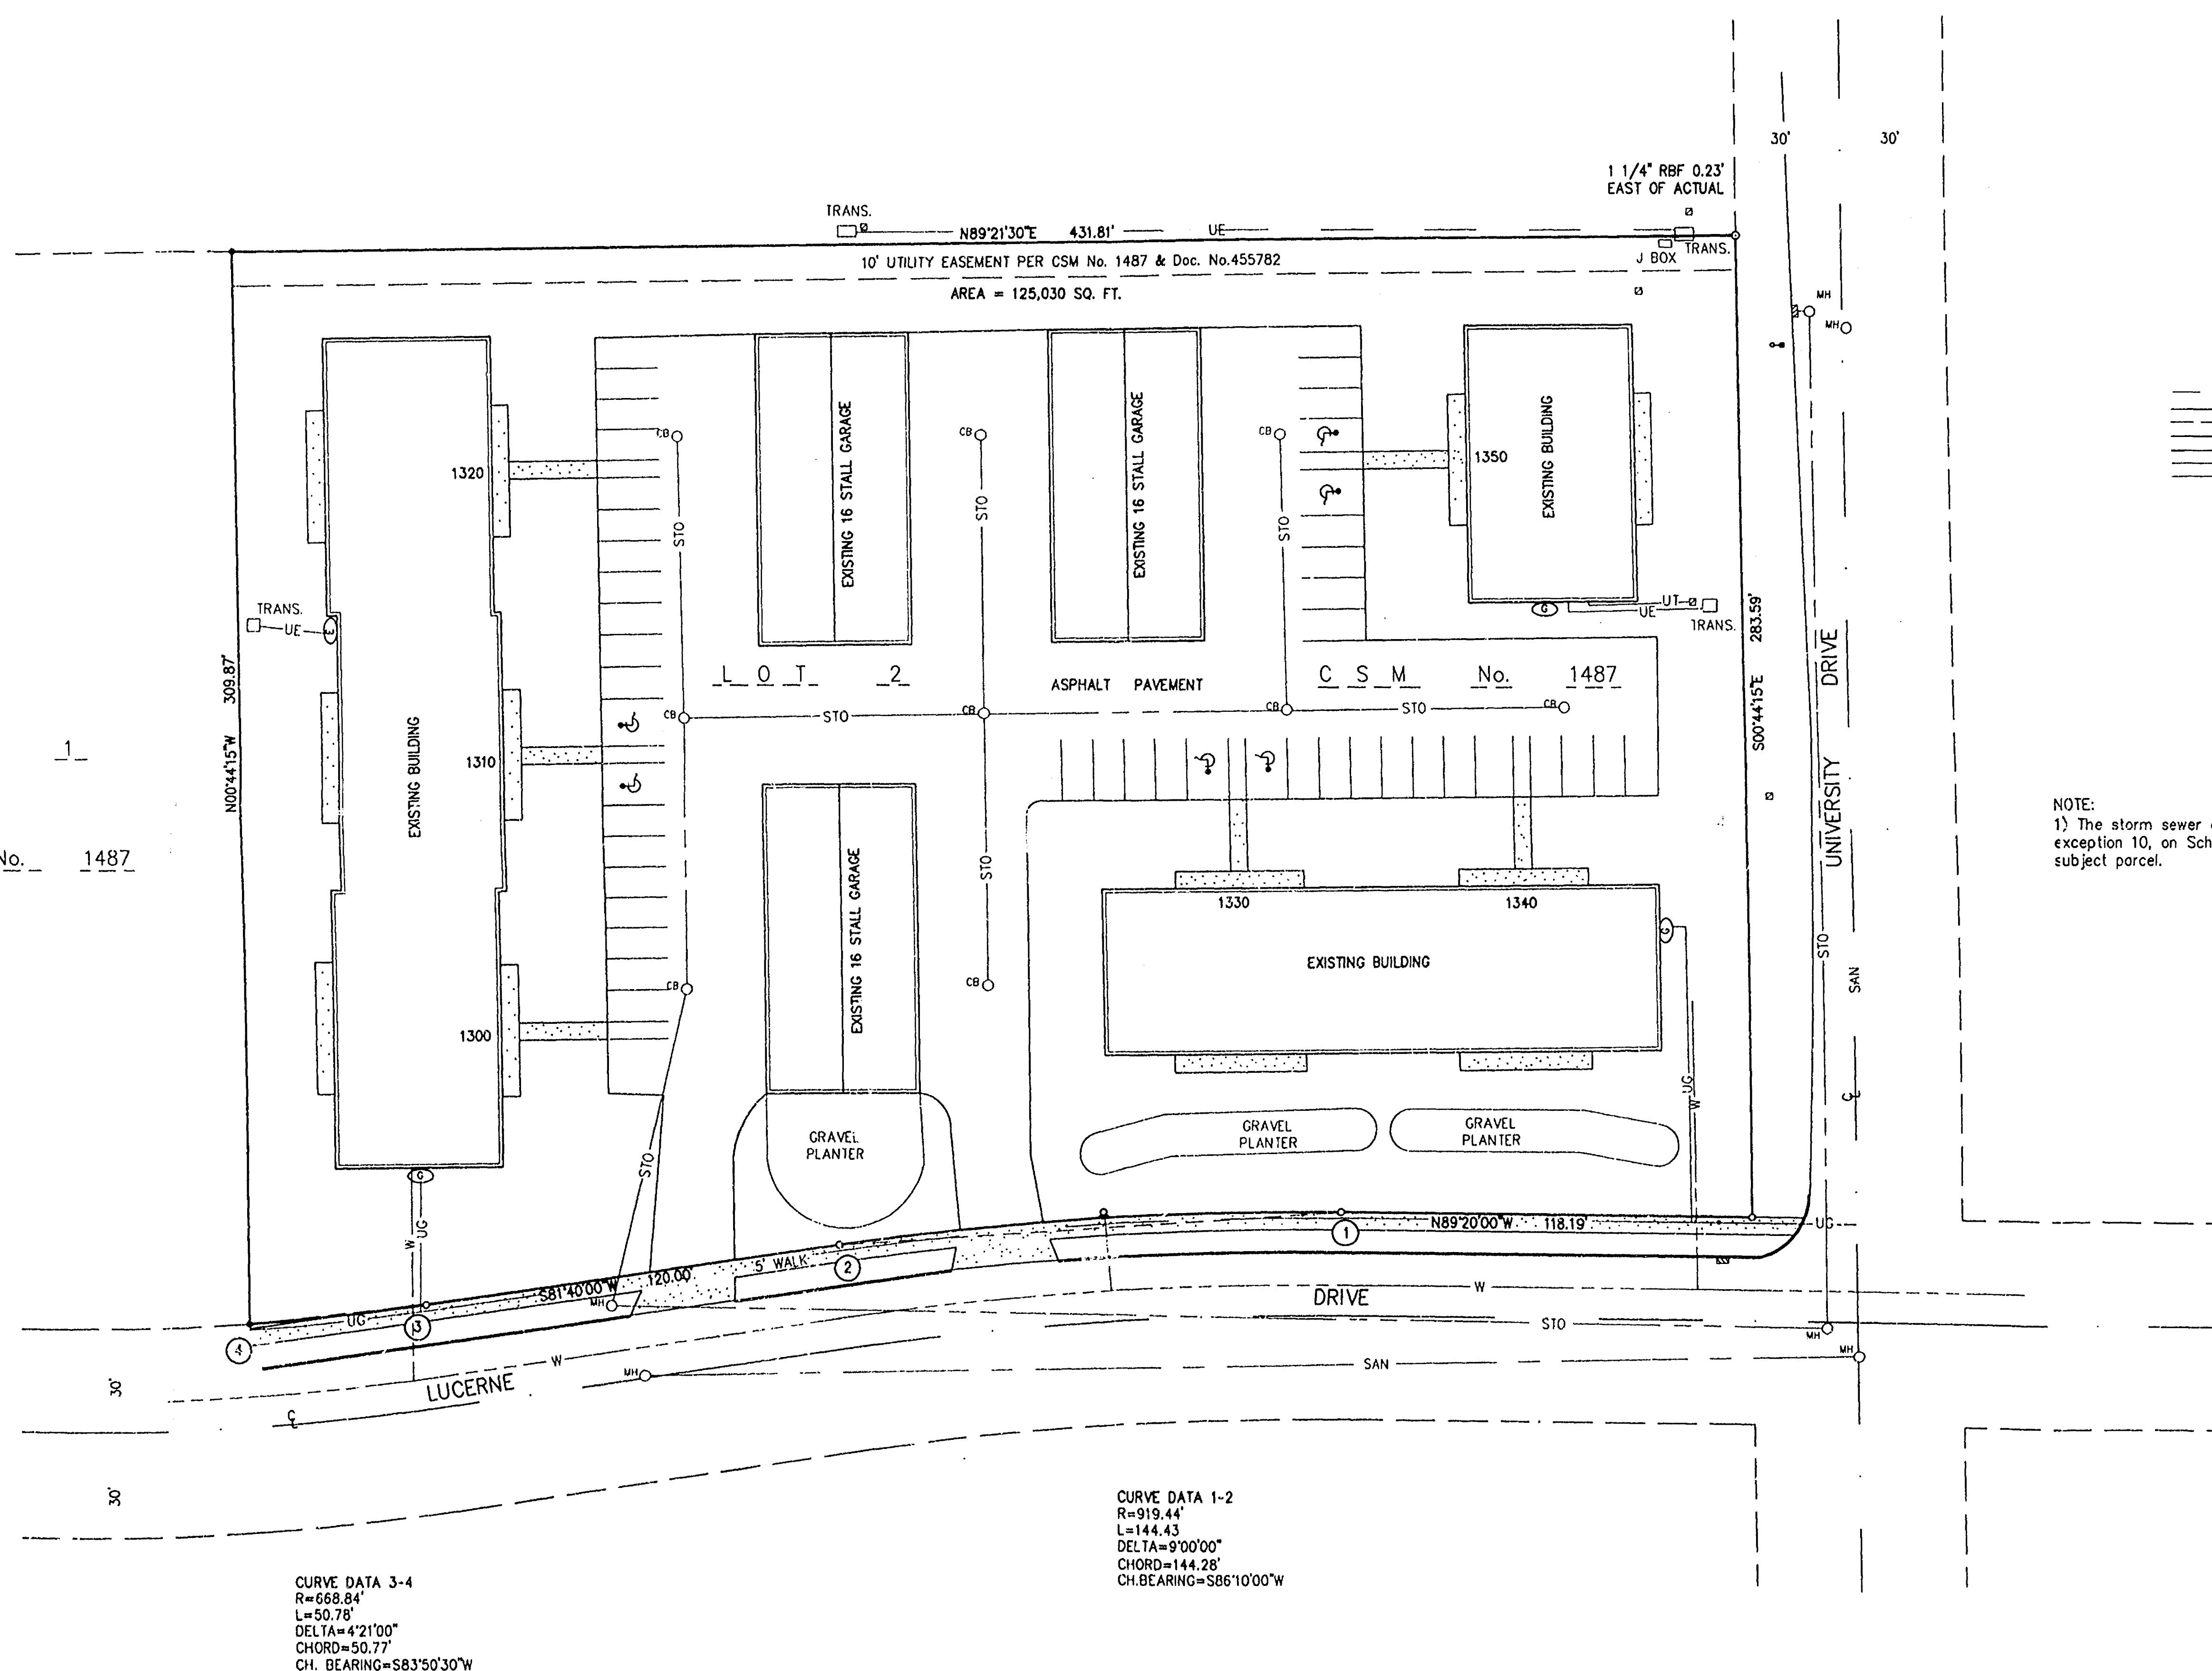 30'
30'
1 1/4" RBF 0.23'
EAST OF ACTUAL
TRANS.
N89°21'30"E 431.81' UE
TRANS.
J BOX
10' UTILITY EASEMENT PER CSM No. 1487 & Doc. No.455782
AREA = 125,030 SQ. FT.
MH
MH
EXISTING 16 STALL GARAGE
EXISTING 16 STALL GARAGE
EXISTING BUILDING
CB
CB
CB
1320
1350
STO
STO
STO
TRANS.
UE
E
G
UT
UE
TRANS.
N00°44'15"W 309.87'
S00°44'15"E 283.59'
UNIVERSITY DRIVE
LOT 2
ASPHALT PAVEMENT
CSM No. 1487
CB
STO
CB
CB
STO
CB
1
1310
EXISTING BUILDING
No. 1487
NOTE:
1) The storm sewer
exception 10, on Sch
subject parcel.
STO
1330
1340
EXISTING 16 STALL GARAGE
G
EXISTING BUILDING
STO
SAN
CB
CB
1300
UG
W
GRAVEL
PLANTER
GRAVEL
PLANTER
GRAVEL
PLANTER
STO
G
W
UG
N89°20'00"W 118.19'
UG
1
5' WALK
2
S81°40'00"W 120.00'
MH
UG
3
4
W
DRIVE
STO
MH
W
MH
SAN
MH
LUCERNE
30'
30'
CURVE DATA 1-2
R=919.44'
L=144.43
DELTA=9°00'00"
CHORD=144.28'
CH.BEARING=S86°10'00"W
CURVE DATA 3-4
R=668.84'
L=50.78'
DELTA=4°21'00"
CHORD=50.77'
CH. BEARING=S83°50'30"W